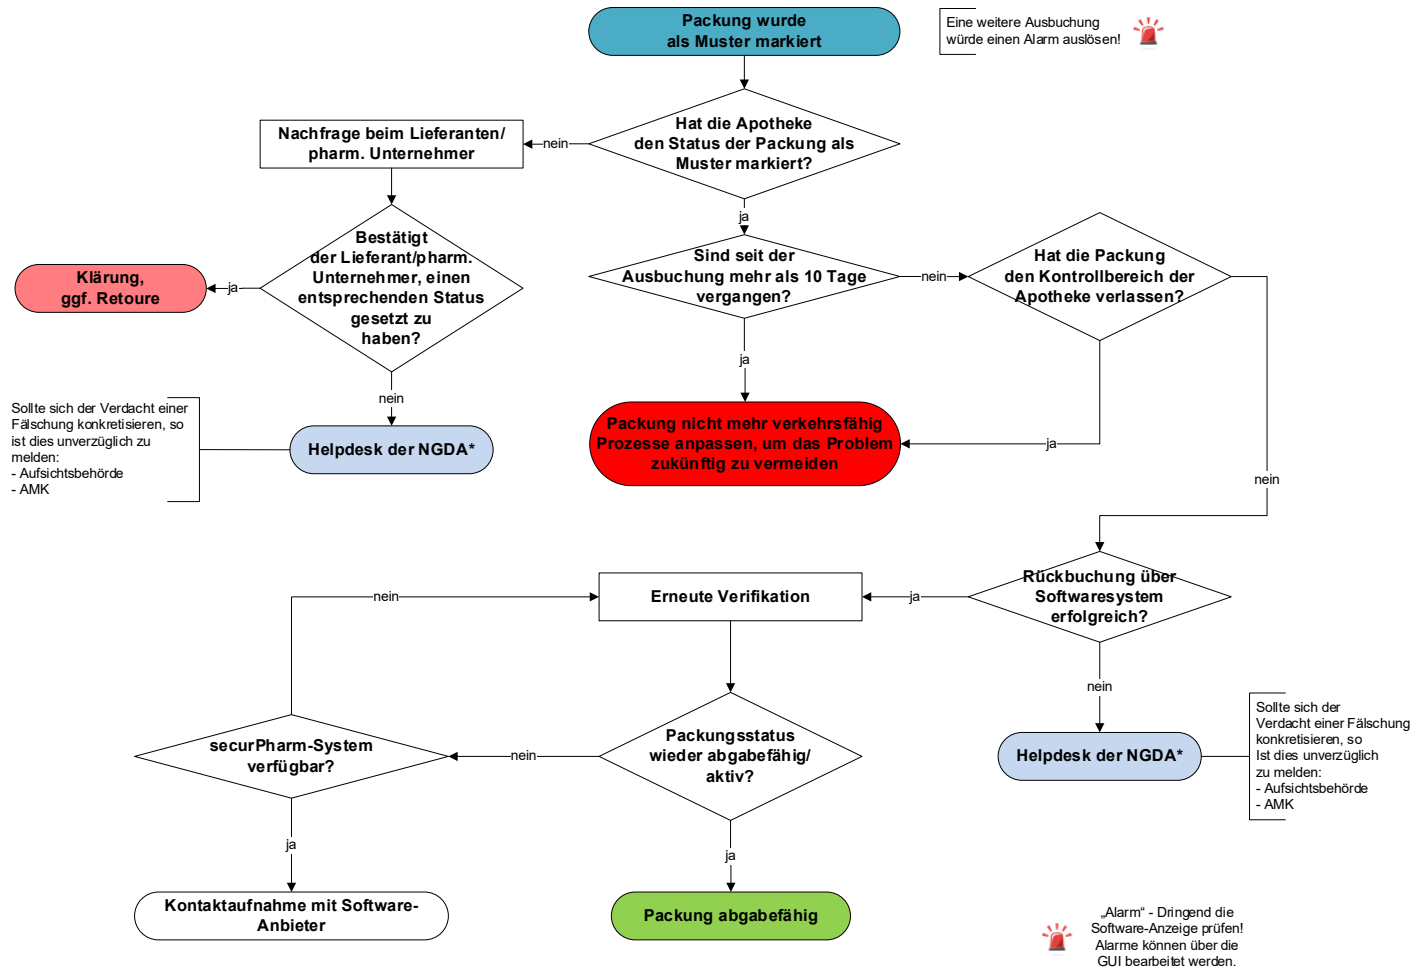 Packung wurde
als Muster markiert
Eine weitere Ausbuchung
würde einen Alarm auslösen!
Hat die Apotheke
den Status der Packung als
Muster markiert?
nein
Nachfrage beim Lieferanten/
pharm. Unternehmer
ja
Bestätigt
der Lieferant/pharm.
Unternehmer, einen
entsprechenden Status
gesetzt zu
haben?
ja
Klärung,
ggf. Retoure
Sind seit der
Ausbuchung mehr als 10 Tage
vergangen?
nein
Hat die Packung
den Kontrollbereich der
Apotheke verlassen?
ja
nein
Sollte sich der Verdacht einer
Fälschung konkretisieren, so
ist dies unverzüglich zu
melden:
- Aufsichtsbehörde
- AMK
Helpdesk der NGDA*
Packung nicht mehr verkehrsfähig
Prozesse anpassen, um das Problem
zukünftig zu vermeiden
ja
nein
Rückbuchung über
Softwaresystem
erfolgreich?
ja
Erneute Verifikation
nein
nein
Sollte sich der
Verdacht einer Fälschung
konkretisieren, so
Ist dies unverzüglich
zu melden:
- Aufsichtsbehörde
- AMK
Helpdesk der NGDA*
Packungsstatus
wieder abgabefähig/
aktiv?
nein
securPharm-System
verfügbar?
ja
ja
Kontaktaufnahme mit Software-
Anbieter
Packung abgabefähig
„Alarm“ - Dringend die
Software-Anzeige prüfen!
Alarme können über die
GUI bearbeitet werden.